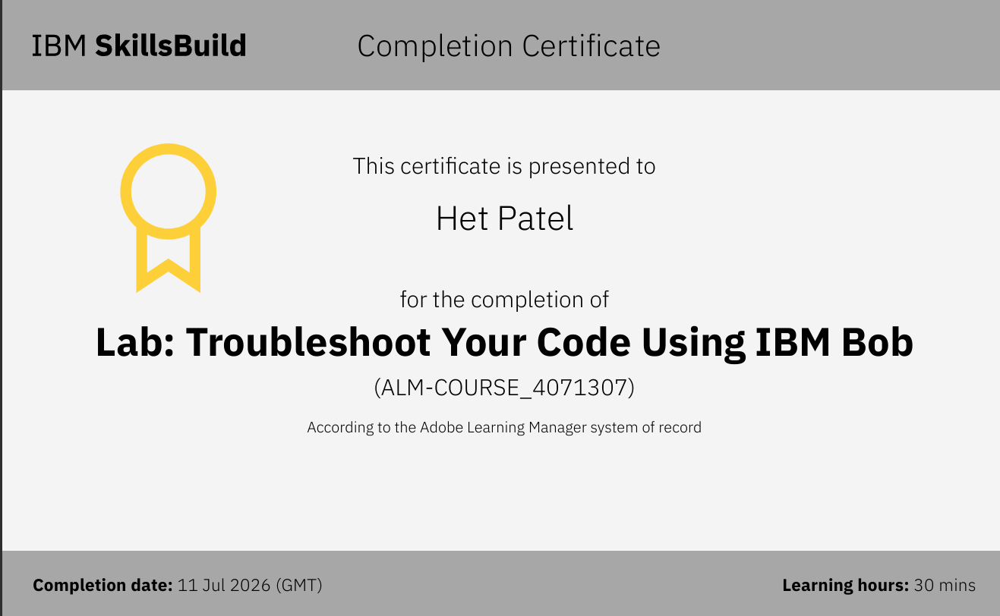 IBM SkillsBuild
Completion Certificate
This certificate is presented to
Het Patel
for the completion of
Lab: Troubleshoot Your Code Using IBM Bob
(ALM-COURSE_4071307)
According to the Adobe Learning Manager system of record
Completion date: 11 Jul 2026 (GMT)
Learning hours: 30 mins